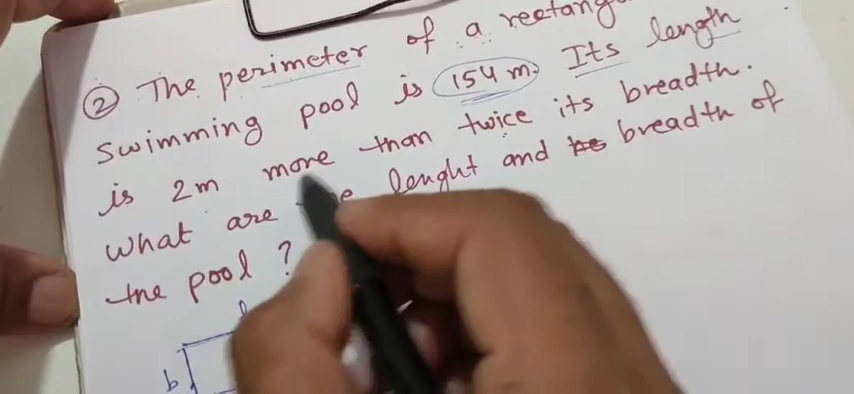 ② The perimeter of a rectang
Swimming pool is 154 m. Its length
is 2m more than twice its breadth.
What are lenght and breadth of
the pool ?
l
b